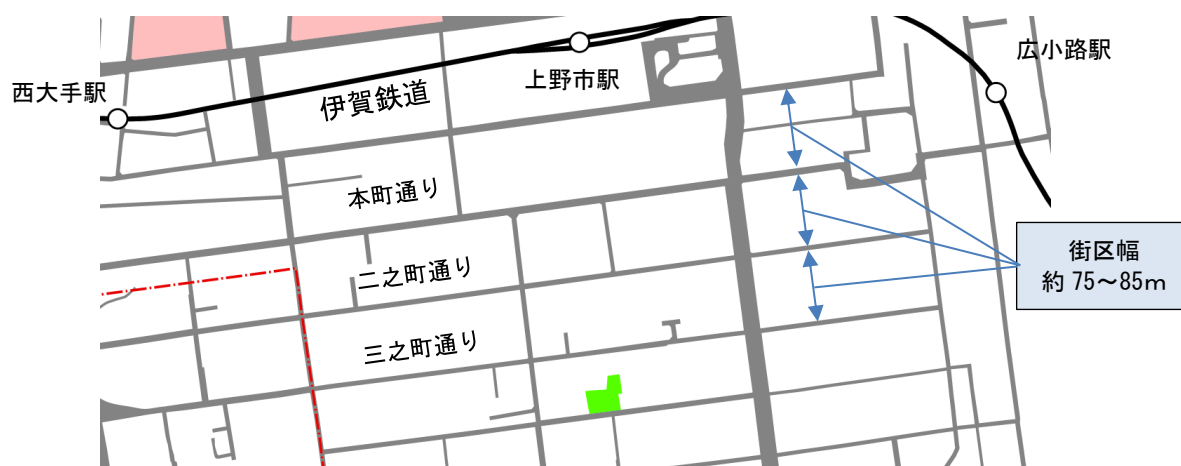 広小路駅
上野市駅
西大手駅
伊賀鉄道
本町通り
二之町通り
三之町通り
街区幅
約 75～85ｍ